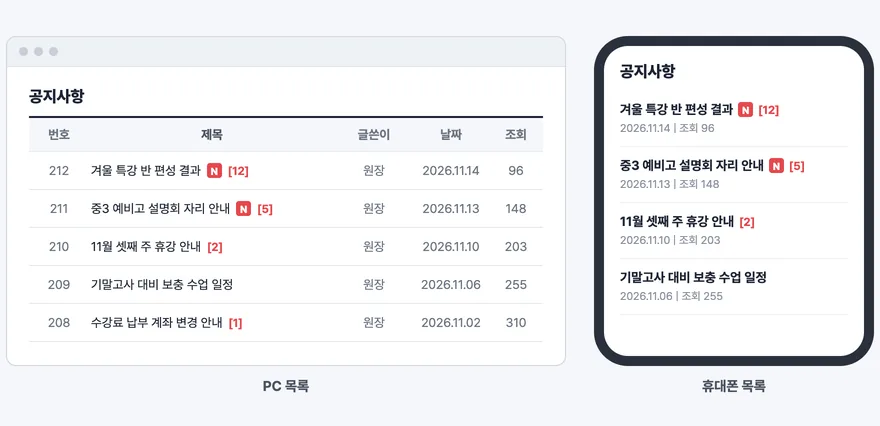 공지사항
번호 제목 글쓴이 날짜 조회
212 겨울 특강 반 편성 결과 N [12] 원장 2026.11.14 96
211 중3 예비고 설명회 자리 안내 N [5] 원장 2026.11.13 148
210 11월 셋째 주 휴강 안내 [2] 원장 2026.11.10 203
209 기말고사 대비 보충 수업 일정 원장 2026.11.06 255
208 수강료 납부 계좌 변경 안내 [1] 원장 2026.11.02 310
PC 목록
공지사항
겨울 특강 반 편성 결과 N [12]
2026.11.14 | 조회 96
중3 예비고 설명회 자리 안내 N [5]
2026.11.13 | 조회 148
11월 셋째 주 휴강 안내 [2]
2026.11.10 | 조회 203
기말고사 대비 보충 수업 일정
2026.11.06 | 조회 255
휴대폰 목록